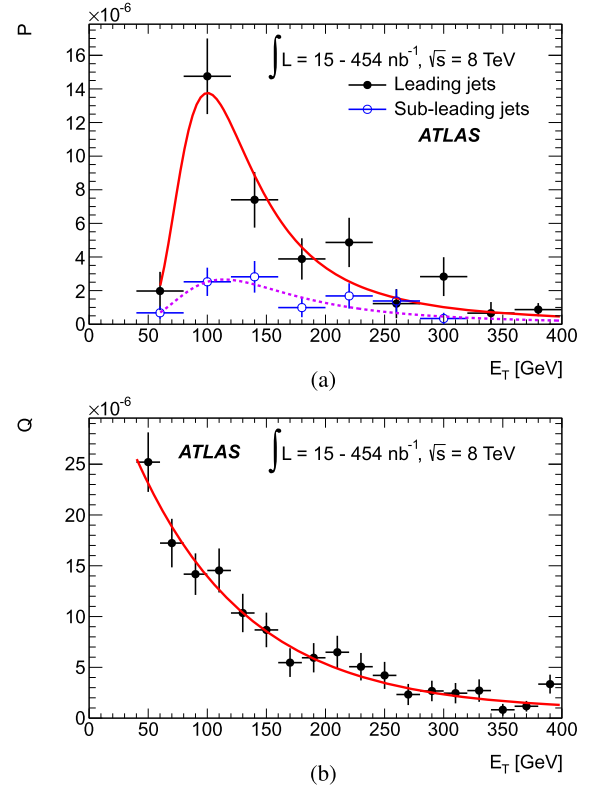 ×10⁻⁶
P
16
∫ L = 15 - 454 nb⁻¹, √s = 8 TeV
Leading jets
14
Sub-leading jets
12
ATLAS
10
8
6
4
2
0
0 50 100 150 200 250 300 350 400
E_T [GeV]
(a)
×10⁻⁶
Q
ATLAS ∫ L = 15 - 454 nb⁻¹, √s = 8 TeV
25
20
15
10
5
0
0 50 100 150 200 250 300 350 400
E_T [GeV]
(b)